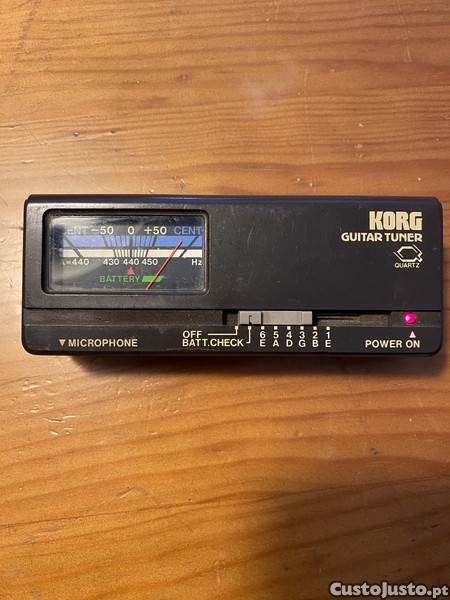 KORG
GUITAR TUNER
QUARTZ
CENT -50 0 +50 CENT
=440 430 440 450 Hz
BATTERY
OFF
BATT.CHECK
6 5 4 3 2 1
E A D G B E
▼ MICROPHONE
▲
POWER ON
CustoJusto.pt